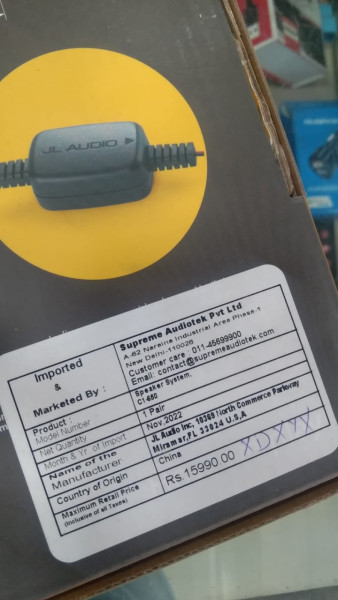 JL AUDIO
Imported
&
Marketed By :
Supreme Audiotek Pvt Ltd
A-62 Naraina Industrial Area Phase-1
New Delhi-110028
Customer care : 011-45699900
Email: contact@supremeaudiotek.com
Product : Speaker System,
Model Number C1-650
Net Quantity 1 Pair
Month & Yr of Import Nov,2022
Name of the Manufacturer JL Audio Inc, 10369 North Commerce Parkway
Miramar,FL 33024 U.S.A
Country of Origin China
Maximum Retail Price Rs.15990.00 XDX7X
(Inclusive of all Taxes)